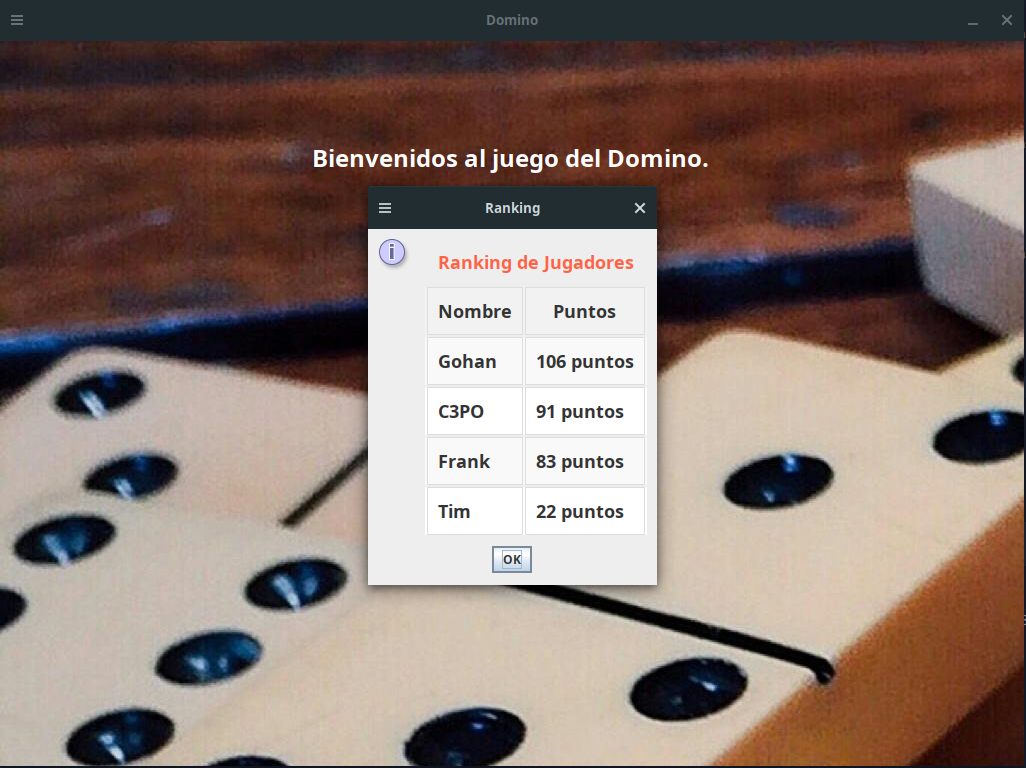 Domino
Bienvenidos al juego del Domino.
Ranking
Ranking de Jugadores
Nombre Puntos
Gohan 106 puntos
C3PO 91 puntos
Frank 83 puntos
Tim 22 puntos
OK